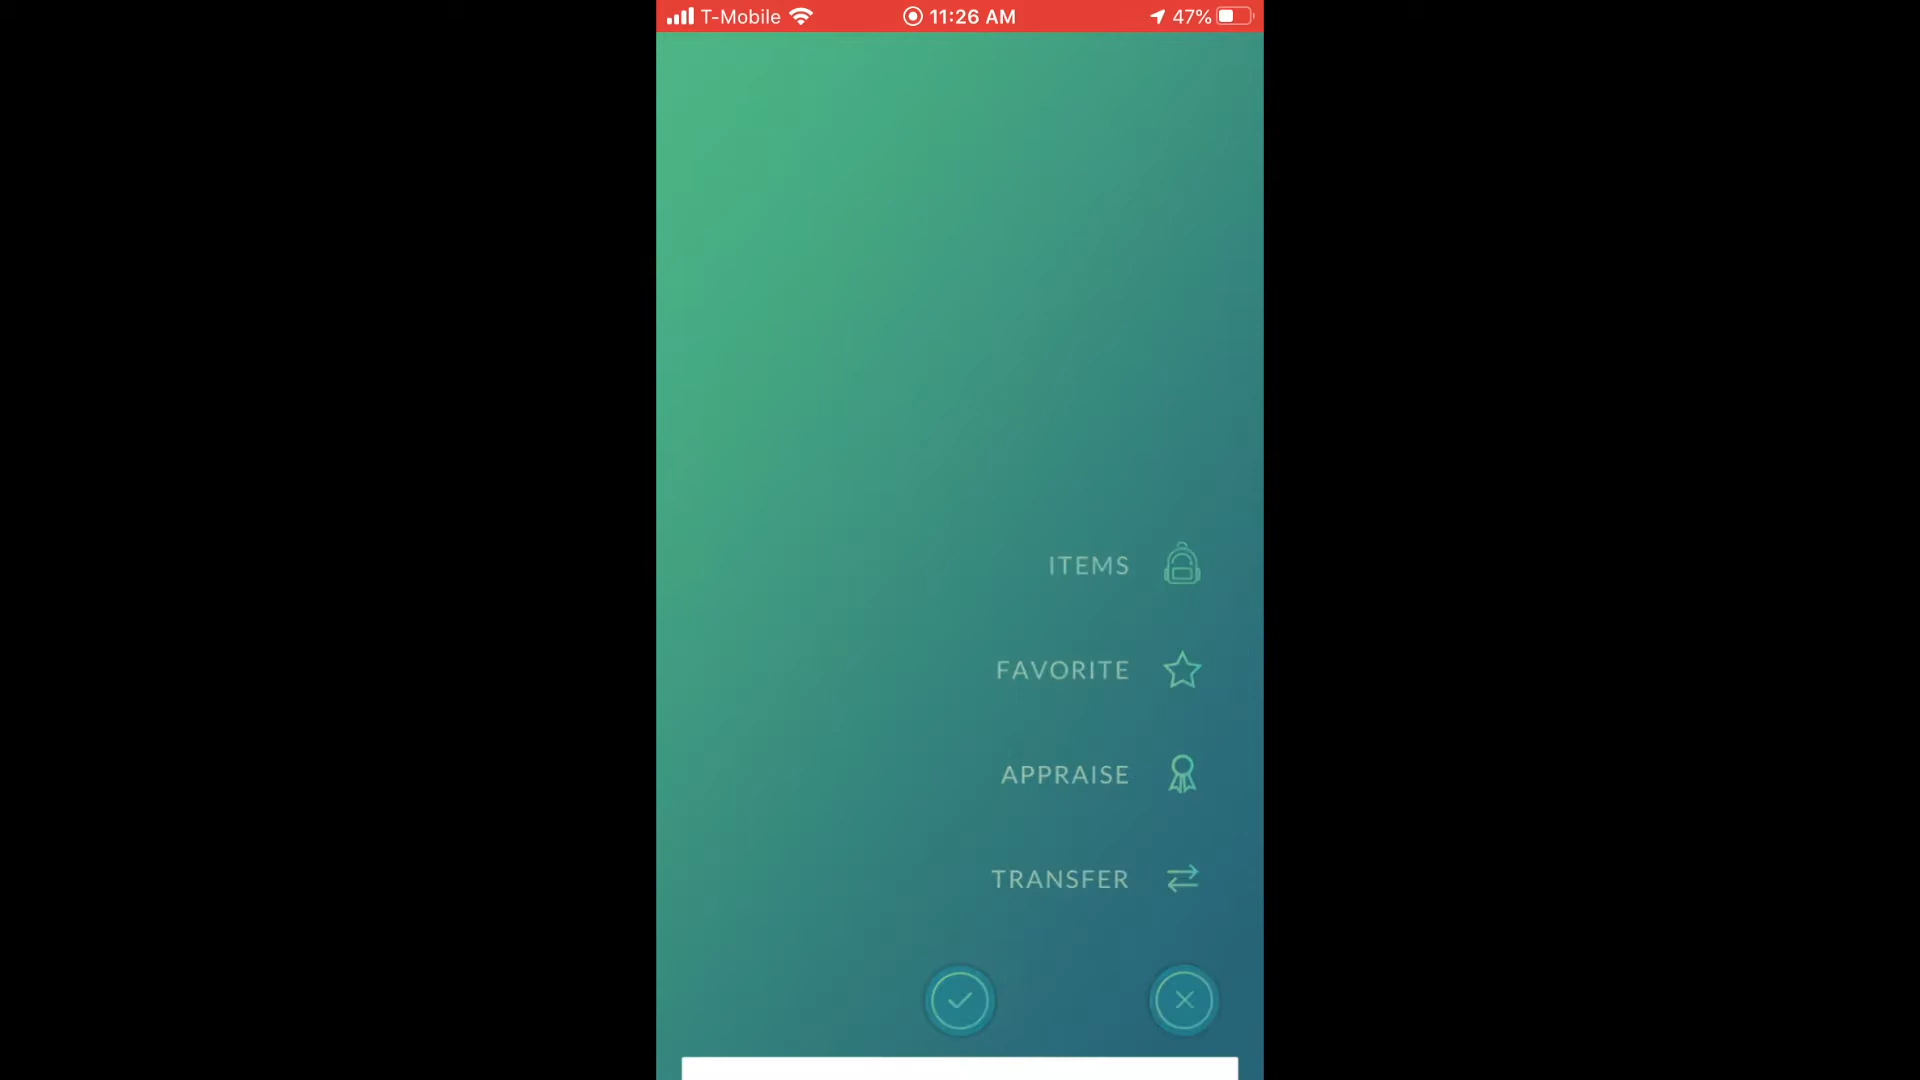 T-Mobile 11:26 AM 47%
ITEMS
FAVORITE
APPRAISE
TRANSFER